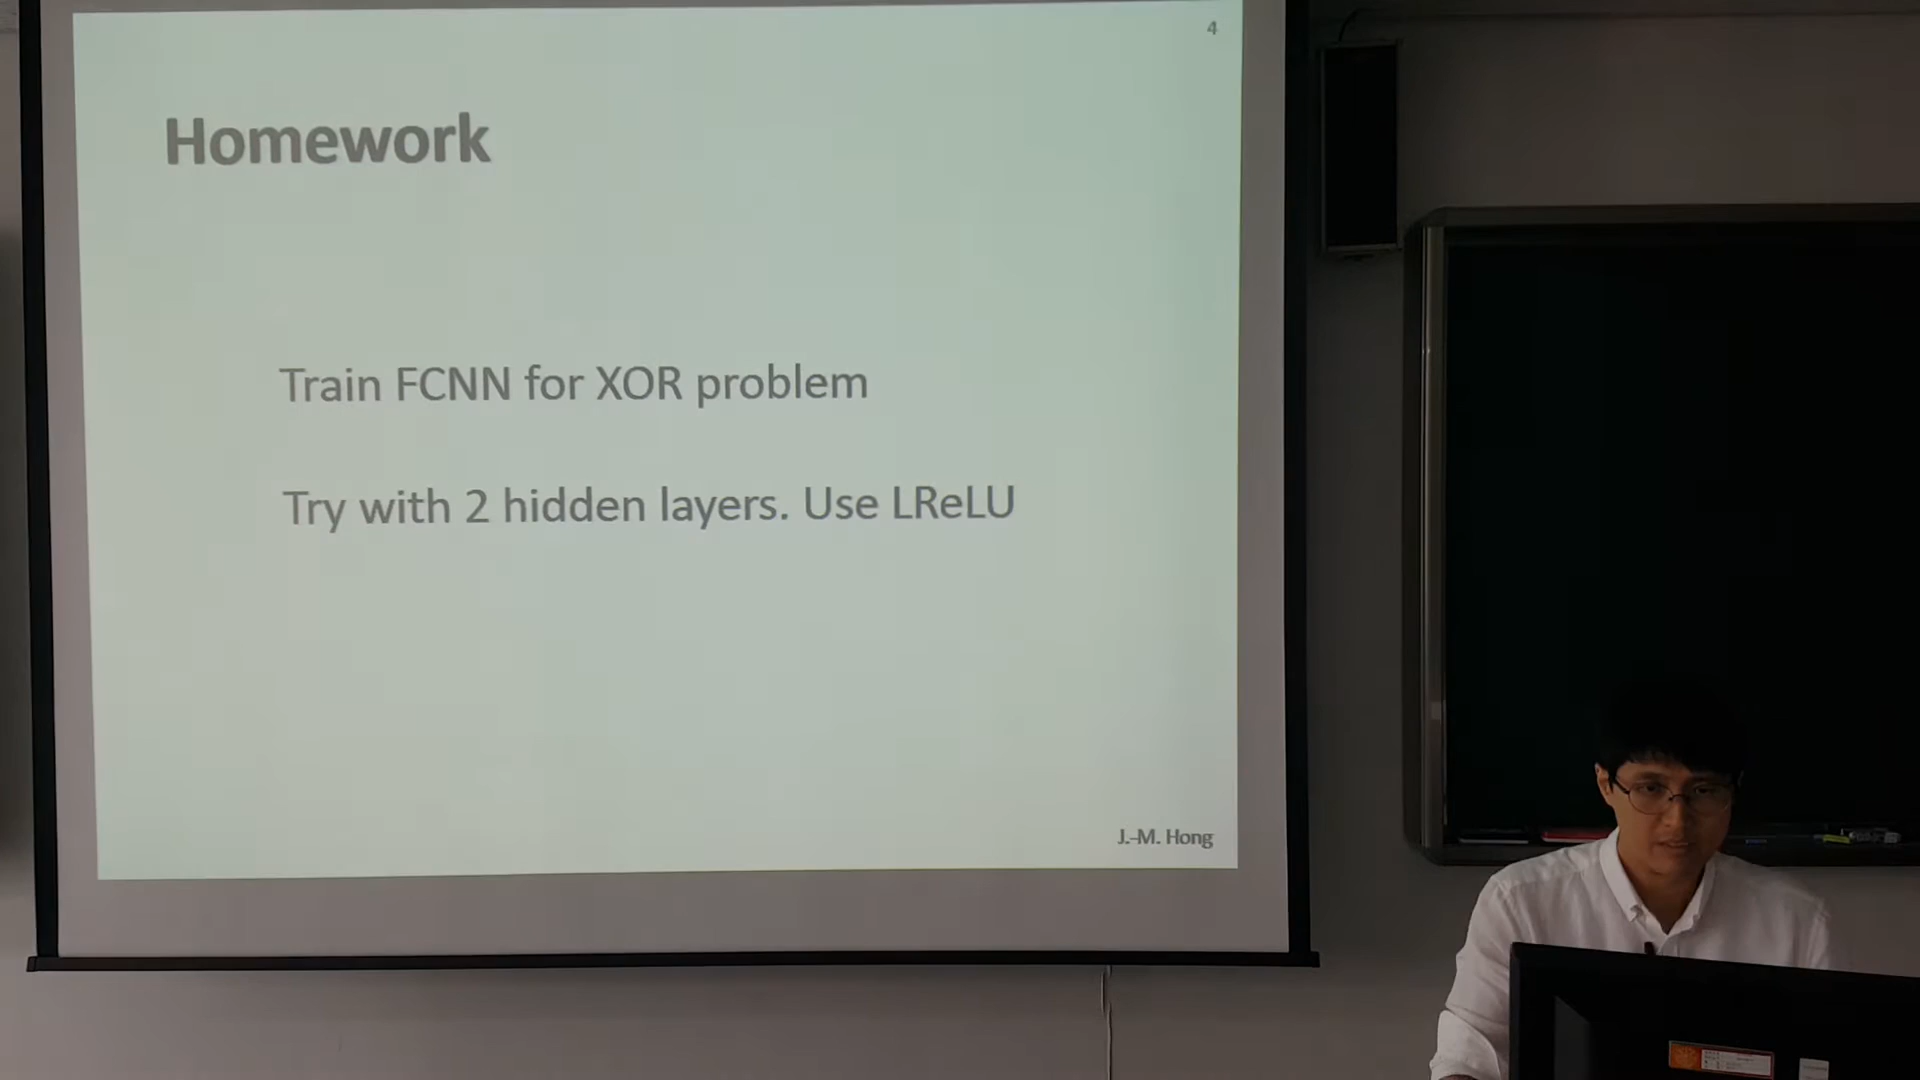 4
Homework
Train FCNN for XOR problem
Try with 2 hidden layers. Use LReLU
J.-M. Hong